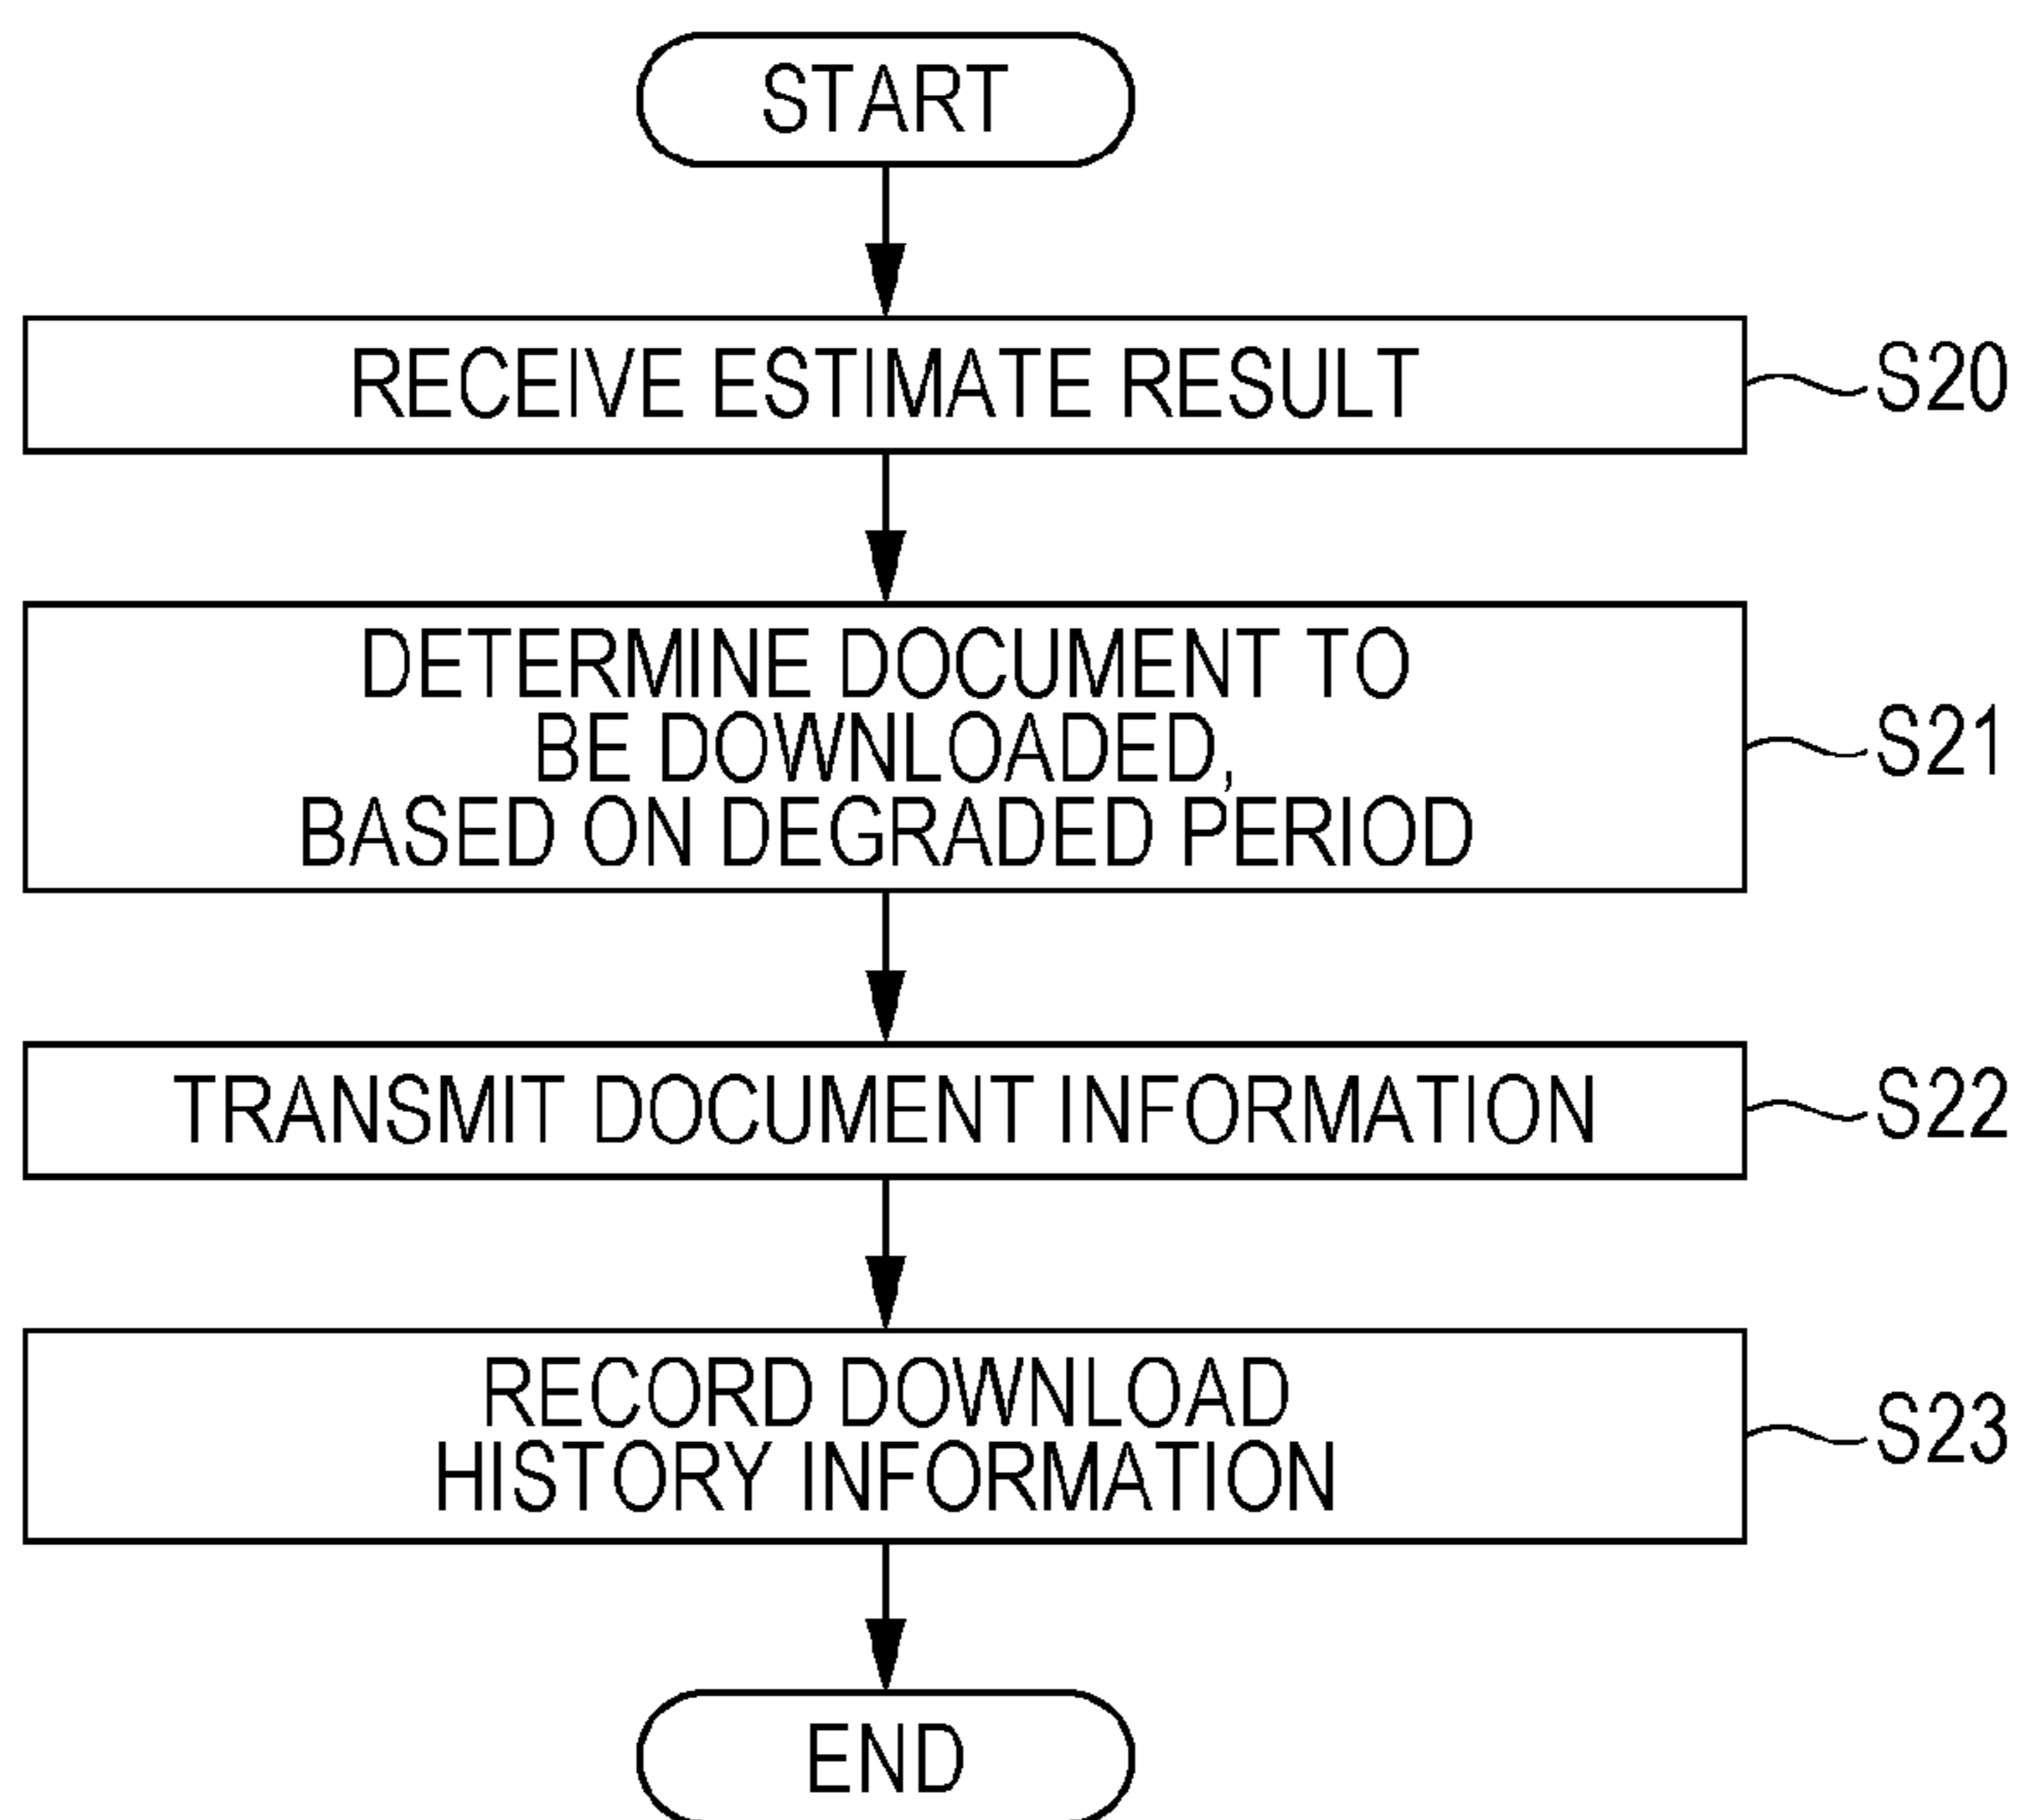 START
RECEIVE ESTIMATE RESULT
S20
DETERMINE DOCUMENT TO
BE DOWNLOADED,
BASED ON DEGRADED PERIOD
S21
TRANSMIT DOCUMENT INFORMATION
S22
RECORD DOWNLOAD
HISTORY INFORMATION
S23
END